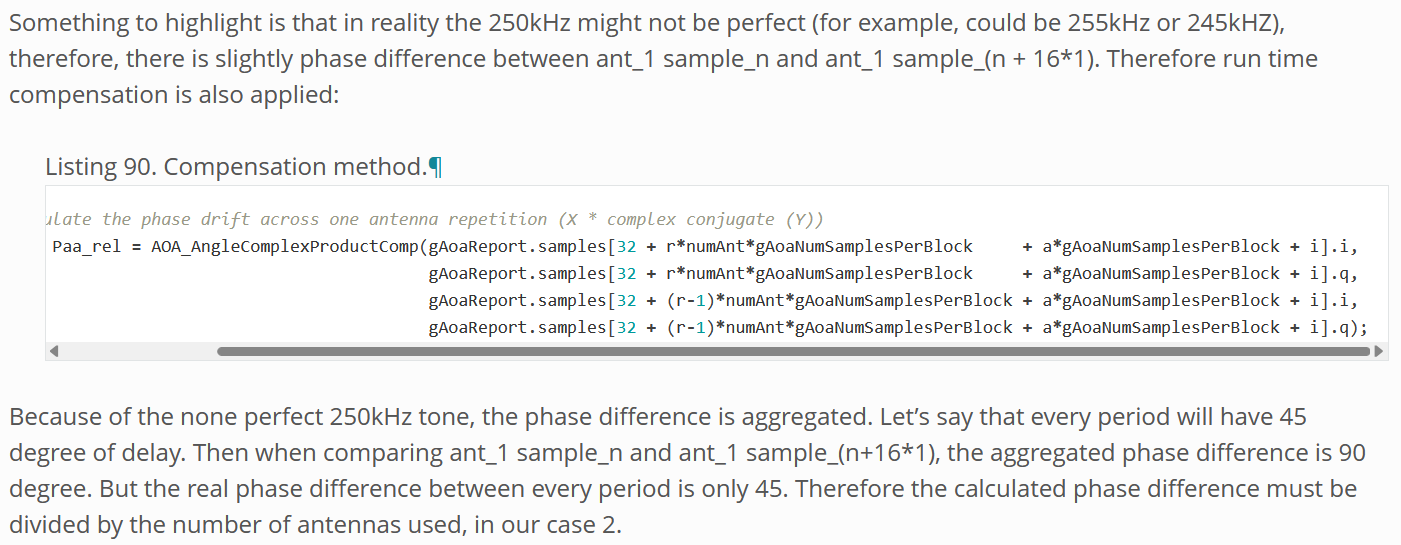 Something to highlight is that in reality the 250kHz might not be perfect (for example, could be 255kHz or 245kHZ),
therefore, there is slightly phase difference between ant_1 sample_n and ant_1 sample_(n + 16*1). Therefore run time
compensation is also applied:
Listing 90. Compensation method.¶
ulate the phase drift across one antenna repetition (X * complex conjugate (Y))
Paa_rel = AOA_AngleComplexProductComp(gAoaReport.samples[32 + r*numAnt*gAoaNumSamplesPerBlock     + a*gAoaNumSamplesPerBlock + i].i,
gAoaReport.samples[32 + r*numAnt*gAoaNumSamplesPerBlock     + a*gAoaNumSamplesPerBlock + i].q,
gAoaReport.samples[32 + (r-1)*numAnt*gAoaNumSamplesPerBlock + a*gAoaNumSamplesPerBlock + i].i,
gAoaReport.samples[32 + (r-1)*numAnt*gAoaNumSamplesPerBlock + a*gAoaNumSamplesPerBlock + i].q);
Because of the none perfect 250kHz tone, the phase difference is aggregated. Let’s say that every period will have 45
degree of delay. Then when comparing ant_1 sample_n and ant_1 sample_(n+16*1), the aggregated phase difference is 90
degree. But the real phase difference between every period is only 45. Therefore the calculated phase difference must be
divided by the number of antennas used, in our case 2.